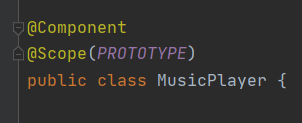 @Component
@Scope(PROTOTYPE)
public class MusicPlayer {